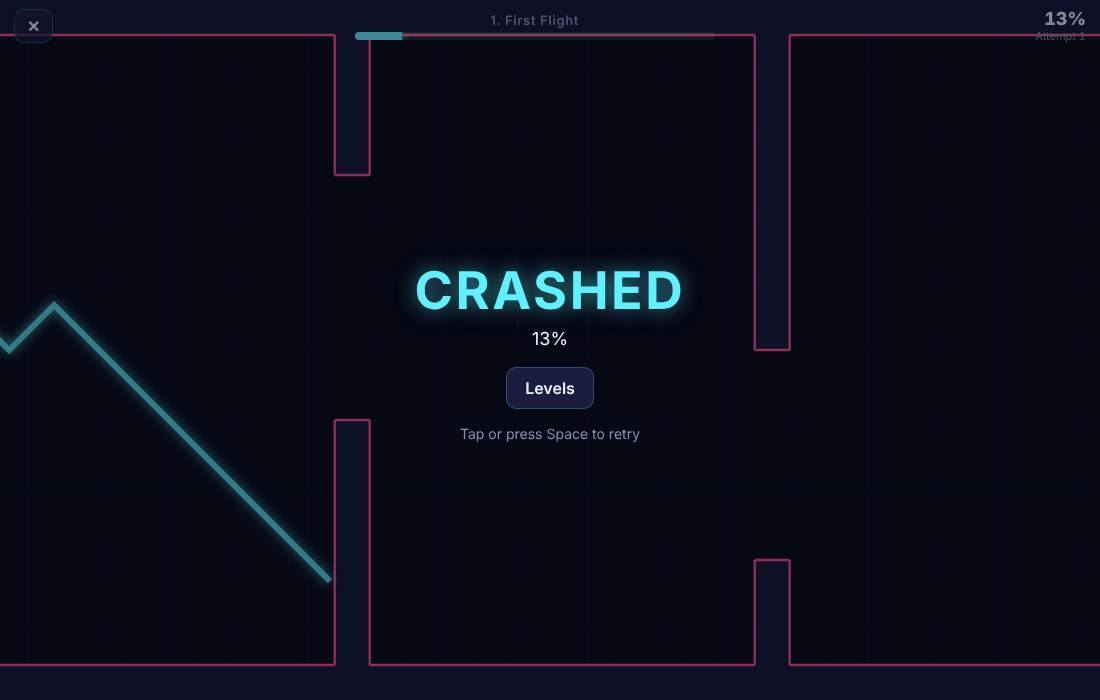 ✕
1. First Flight
13%
Attempt 1
CRASHED
13%
Levels
Tap or press Space to retry